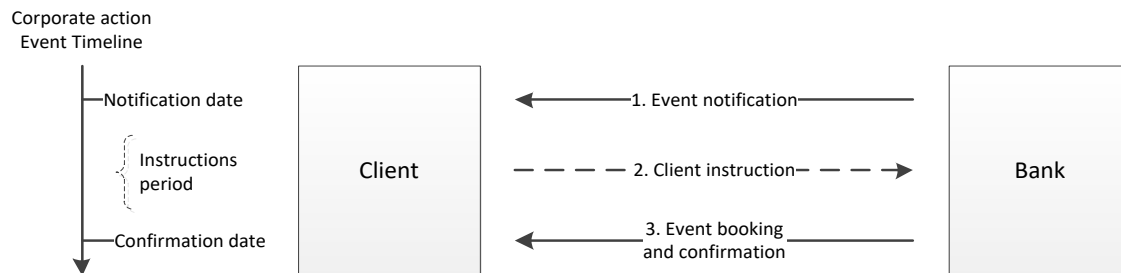 Corporate action
Event Timeline
Notification date
1. Event notification
Instructions
period
Client
2. Client instruction
Bank
Confirmation date
3. Event booking
and confirmation